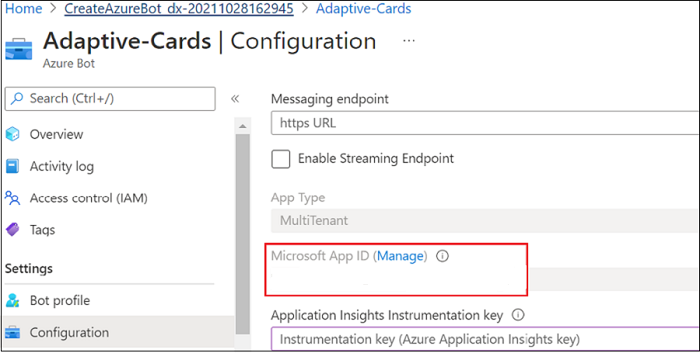 Home > CreateAzureBot_dx-20211028162945 > Adaptive-Cards
Adaptive-Cards | Configuration ...
Azure Bot
Search (Ctrl+/)
«
Overview
Activity log
Access control (IAM)
Tags
Settings
Bot profile
Configuration
Messaging endpoint
https URL
Enable Streaming Endpoint
App Type
MultiTenant
Microsoft App ID (Manage)
Application Insights Instrumentation key
Instrumentation key (Azure Application Insights key)